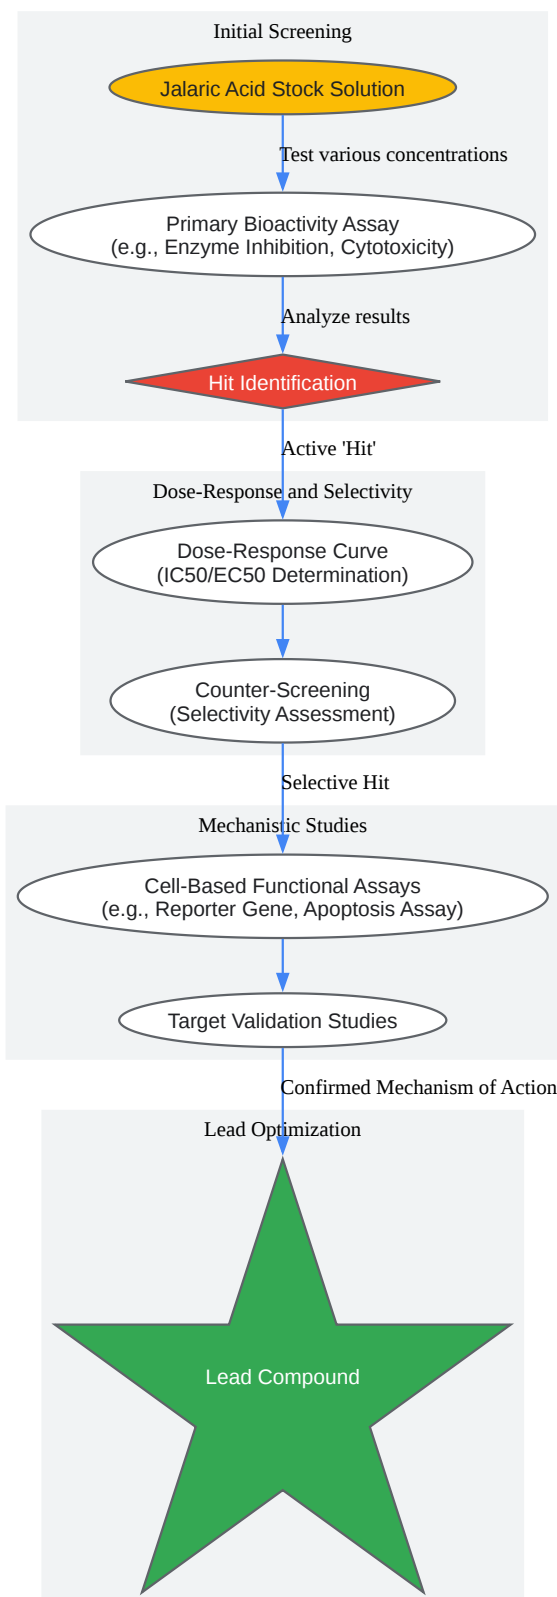 Initial Screening
Jalaric Acid Stock Solution
Test various concentrations
Primary Bioactivity Assay
(e.g., Enzyme Inhibition, Cytotoxicity)
Analyze results
Hit Identification
Active 'Hit'
Dose-Response and Selectivity
Dose-Response Curve
(IC50/EC50 Determination)
Counter-Screening
(Selectivity Assessment)
Selective Hit
Mechanistic Studies
Cell-Based Functional Assays
(e.g., Reporter Gene, Apoptosis Assay)
Target Validation Studies
Confirmed Mechanism of Action
Lead Optimization
Lead Compound